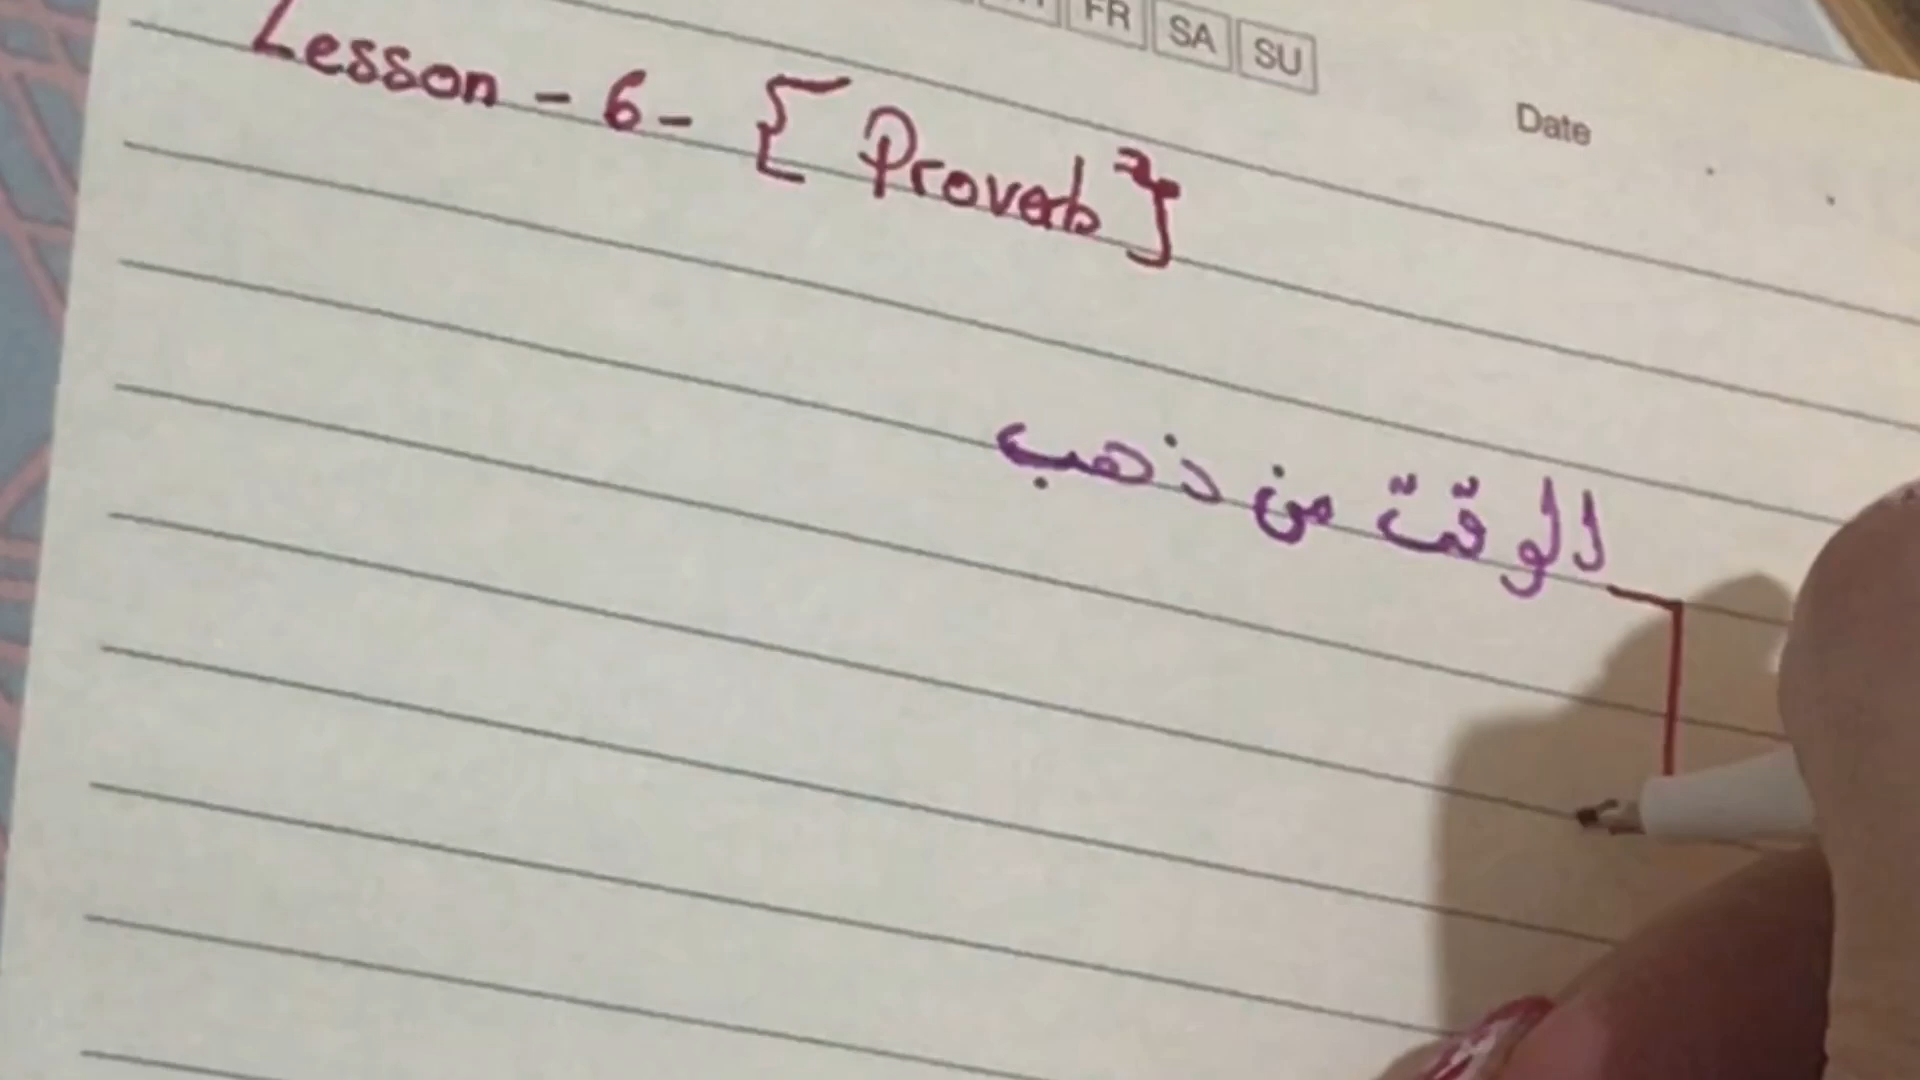 FR SA SU
Date
Lesson - 6 - {Proverb}
الوقت من ذهب